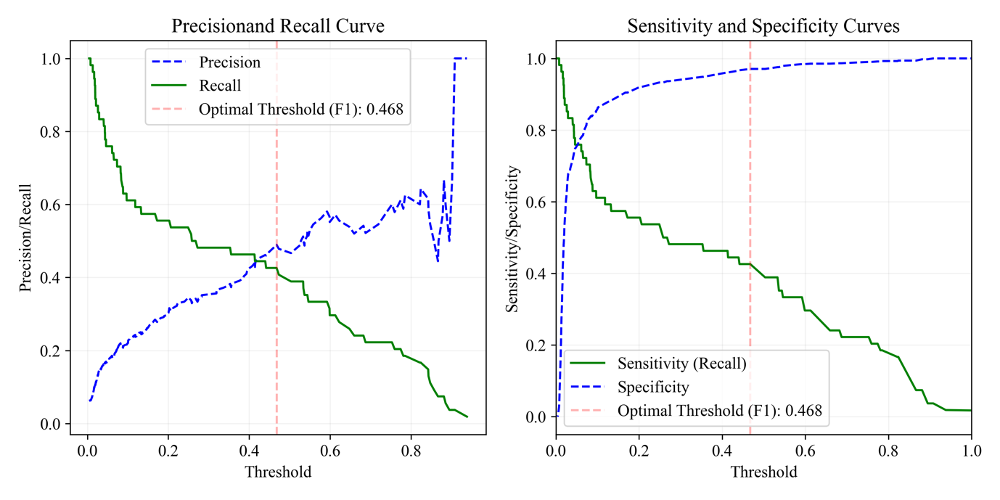 Precisionand Recall Curve
Precision
Recall
Optimal Threshold (F1): 0.468
1.0
0.8
0.6
0.4
0.2
0.0
Precision/Recall
0.0 0.2 0.4 0.6 0.8
Threshold
Sensitivity and Specificity Curves
1.0
0.8
0.6
0.4
0.2
0.0
Sensitivity/Specificity
Sensitivity (Recall)
Specificity
Optimal Threshold (F1): 0.468
0.0 0.2 0.4 0.6 0.8 1.0
Threshold